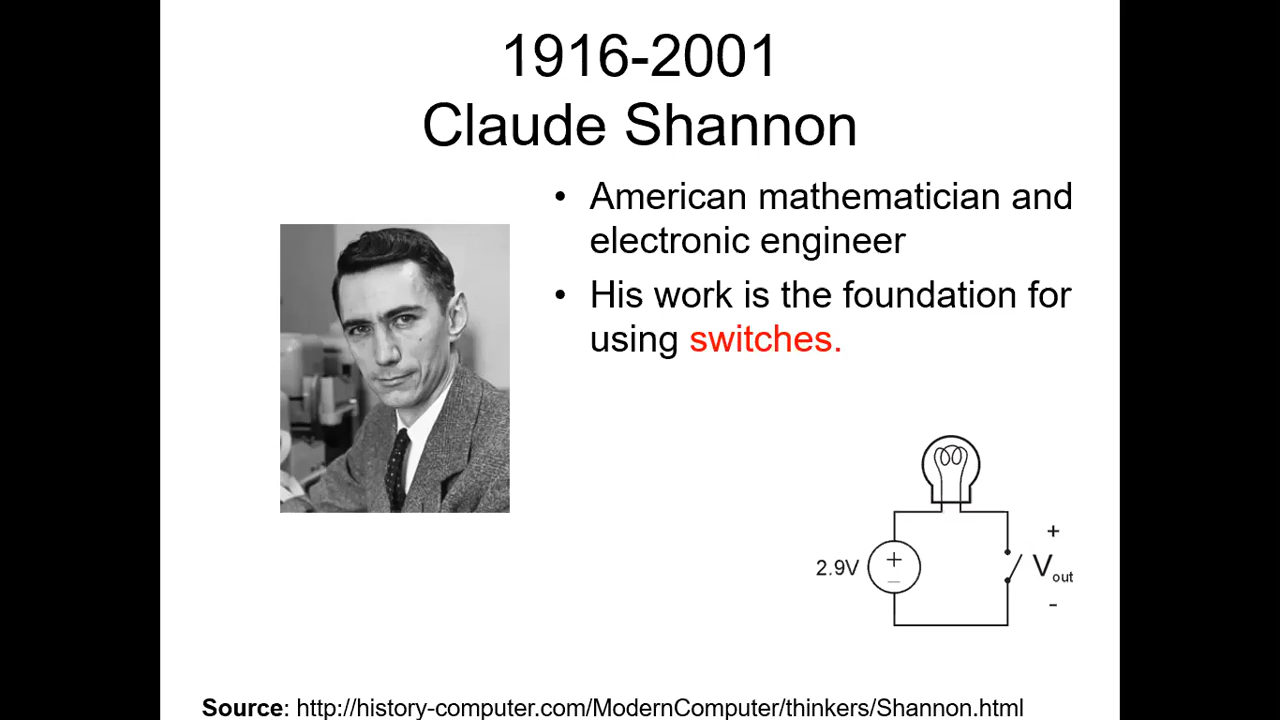 1916-2001
Claude Shannon
• American mathematician and
electronic engineer
• His work is the foundation for
using switches.
+
2.9V
+
−
Vout
-
Source: http://history-computer.com/ModernComputer/thinkers/Shannon.html